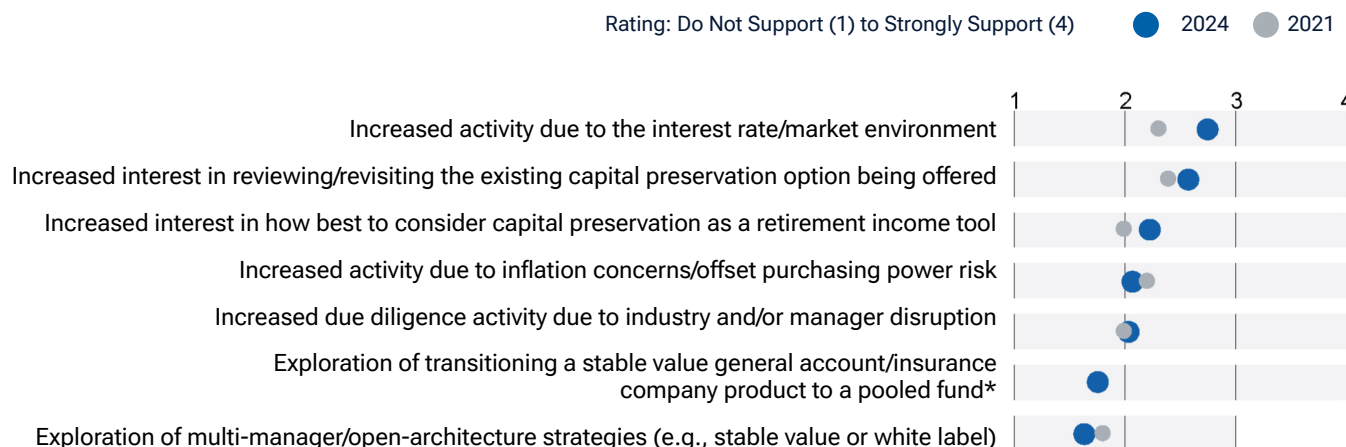 Rating: Do Not Support (1) to Strongly Support (4) 2024 2021
1 2 3 4
Increased activity due to the interest rate/market environment
Increased interest in reviewing/revisiting the existing capital preservation option being offered
Increased interest in how best to consider capital preservation as a retirement income tool
Increased activity due to inflation concerns/offset purchasing power risk
Increased due diligence activity due to industry and/or manager disruption
Exploration of transitioning a stable value general account/insurance
company product to a pooled fund*
Exploration of multi-manager/open-architecture strategies (e.g., stable value or white label)